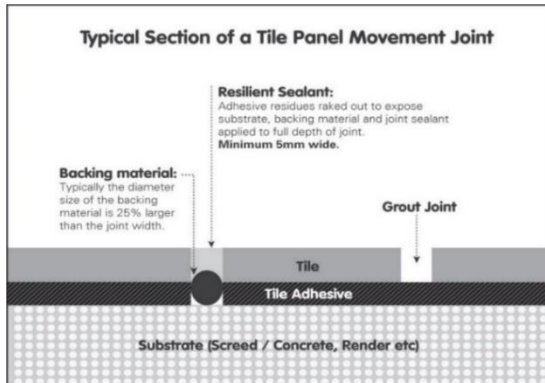 Typical Section of a Tile Panel Movement Joint
Resilient Sealant:
Adhesive residues raked out to expose
substrate, backing material and joint sealant
applied to full depth of joint.
Minimum 5mm wide.
Backing material:
Typically the diameter
size of the backing
material is 25% larger
than the joint width.
Grout Joint
Tile
Tile Adhesive
Substrate (Screed / Concrete, Render etc)